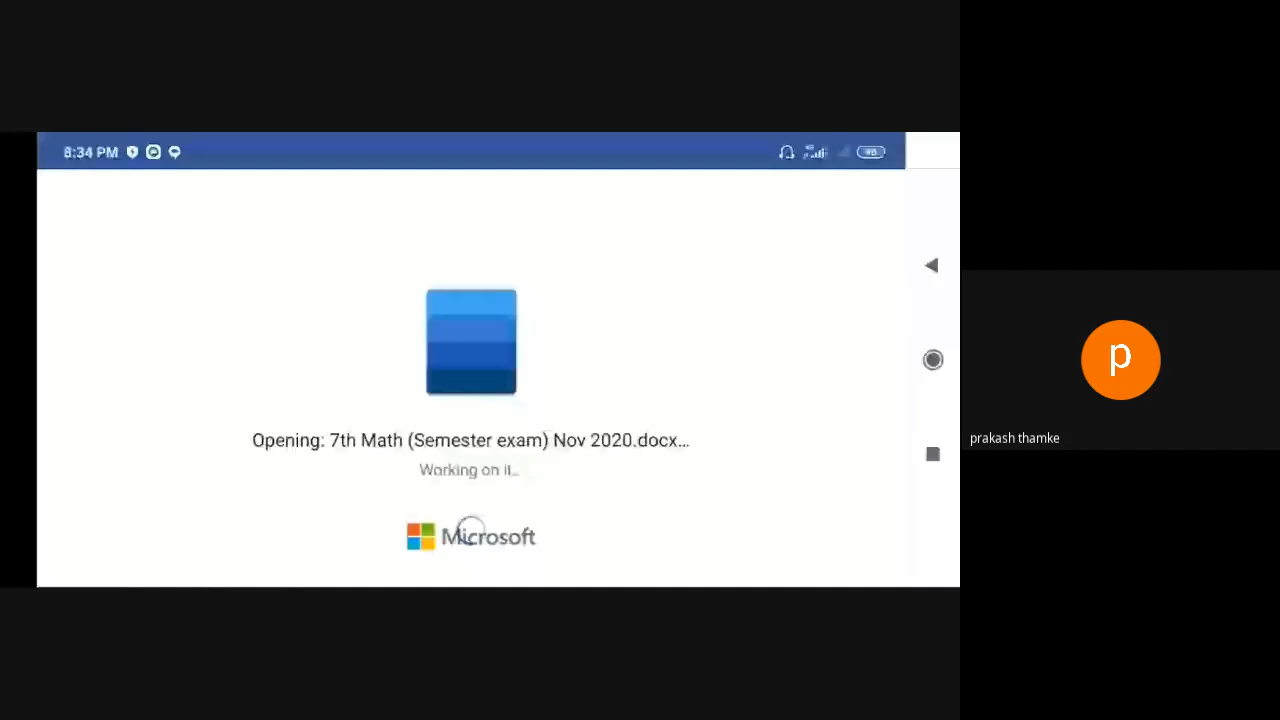 8:34 PM
Opening: 7th Math (Semester exam) Nov 2020.docx...
Working on it...
Microsoft
p
prakash thamke